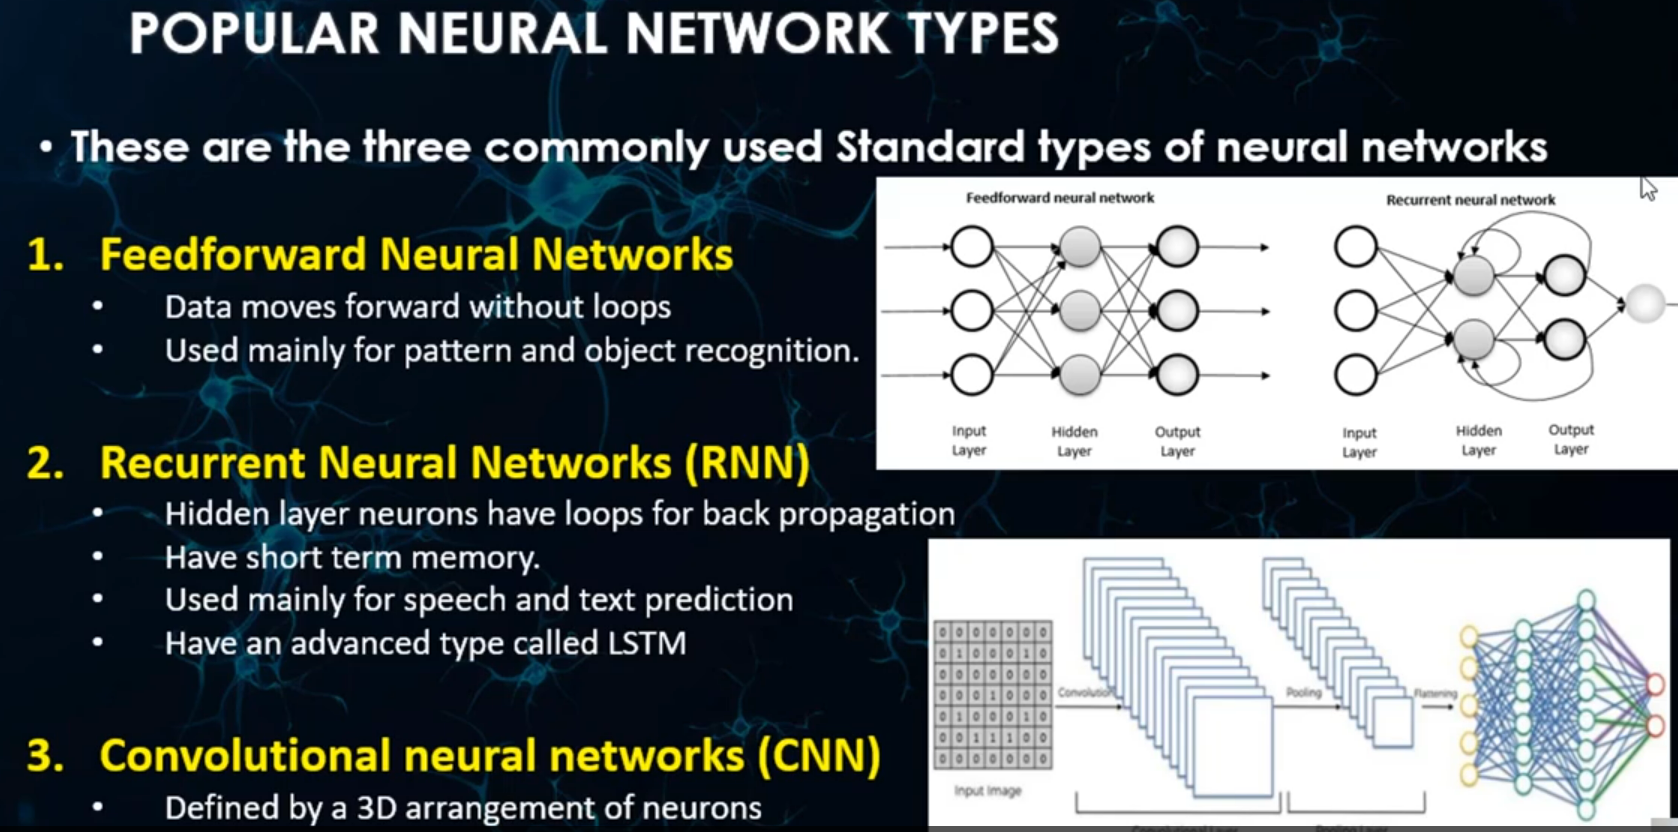 POPULAR NEURAL NETWORK TYPES
• These are the three commonly used Standard types of neural networks
1. Feedforward Neural Networks
• Data moves forward without loops
• Used mainly for pattern and object recognition.
2. Recurrent Neural Networks (RNN)
• Hidden layer neurons have loops for back propagation
• Have short term memory.
• Used mainly for speech and text prediction
• Have an advanced type called LSTM
3. Convolutional neural networks (CNN)
• Defined by a 3D arrangement of neurons
Feedforward neural network
Input Layer
Hidden Layer
Output Layer
Recurrent neural network
Input Layer
Hidden Layer
Output Layer
0 0 0 0 0 0 0
0 1 0 0 0 1 0
0 0 0 0 0 0 0
0 0 0 1 0 0 0
0 1 0 0 0 1 0
0 0 1 1 1 0 0
0 0 0 0 0 0 0
Input Image
Convolution
Pooling
Flattening